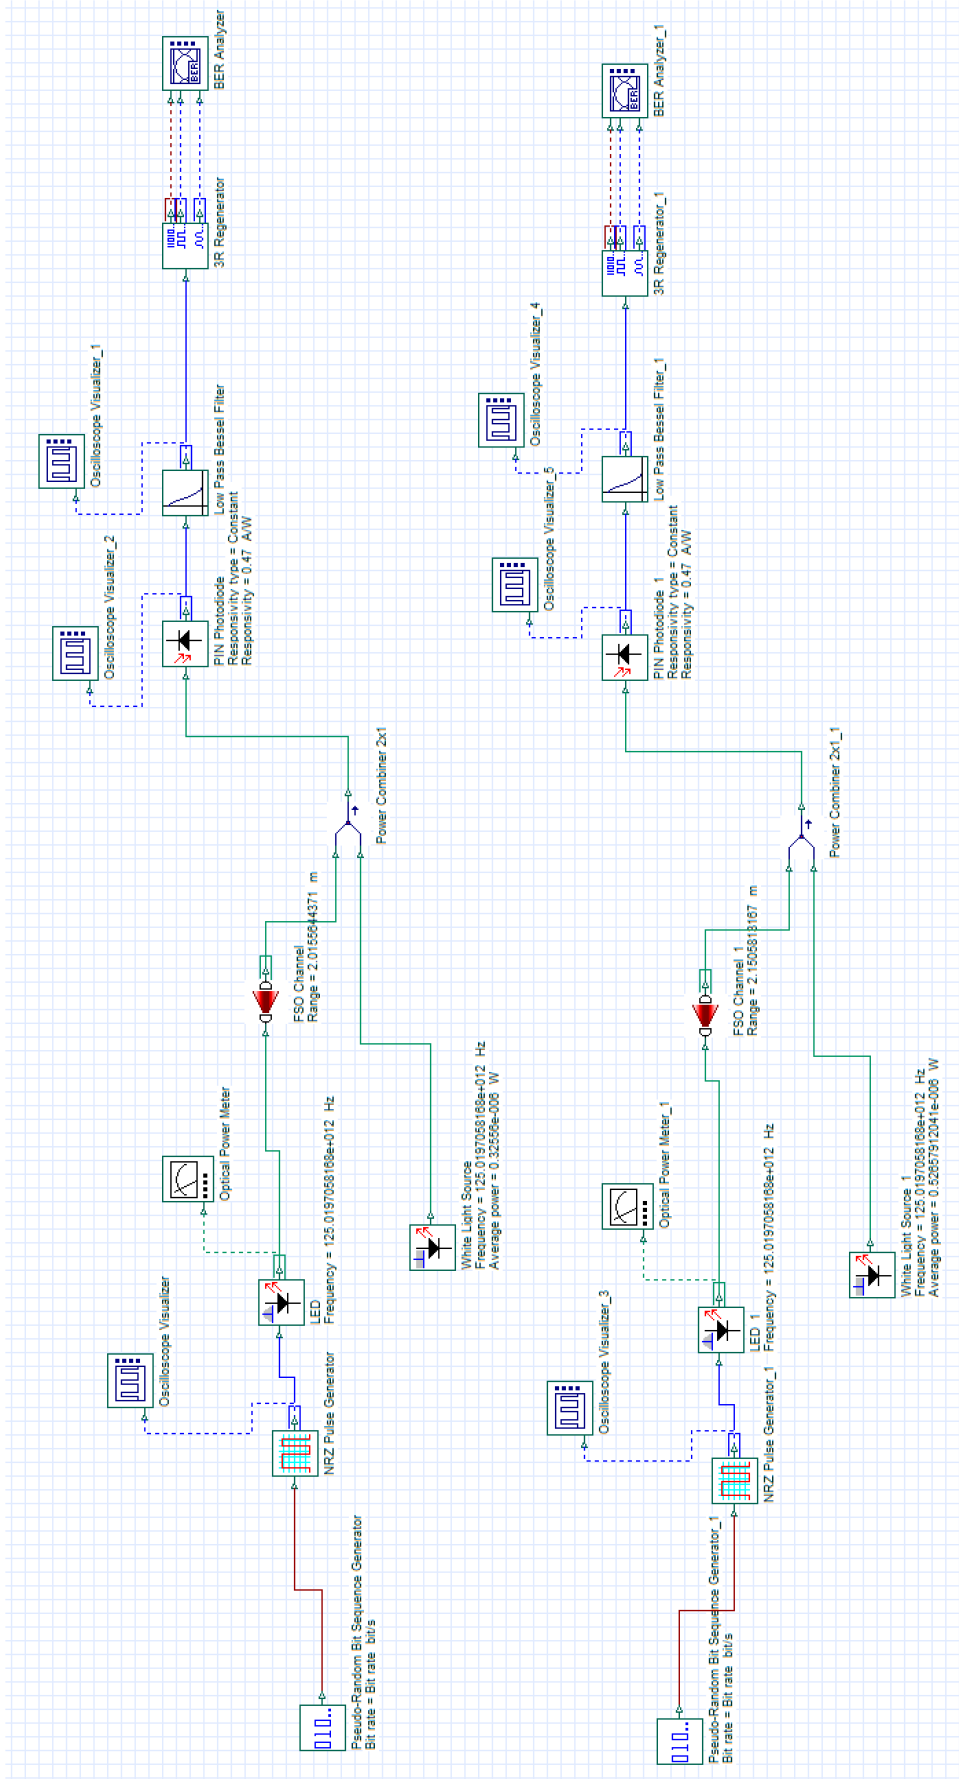 Pseudo-Random Bit Sequence Generator
Bit rate = Bit rate bit/s
NRZ Pulse Generator
Oscilloscope Visualizer
LED
Frequency = 125.0197058168e+012 Hz
Optical Power Meter
White Light Source
Frequency = 125.0197058168e+012 Hz
Average power = 0.32556e-006 W
FSO Channel
Range = 2.0155644371 m
Power Combiner 2x1
Oscilloscope Visualizer_2
PIN Photodiode
Responsivity type = Constant
Responsivity = 0.47 A/W
Oscilloscope Visualizer_1
Low Pass Bessel Filter
3R Regenerator
BER Analyzer
Pseudo-Random Bit Sequence Generator_1
Bit rate = Bit rate bit/s
NRZ Pulse Generator_1
Oscilloscope Visualizer_3
LED_1
Frequency = 125.0197058168e+012 Hz
Optical Power Meter_1
White Light Source_1
Frequency = 125.0197058168e+012 Hz
Average power = 0.52657912041e-006 W
FSO Channel_1
Range = 2.1505813167 m
Power Combiner 2x1_1
Oscilloscope Visualizer_5
PIN Photodiode_1
Responsivity type = Constant
Responsivity = 0.47 A/W
Oscilloscope Visualizer_4
Low Pass Bessel Filter_1
3R Regenerator_1
BER Analyzer_1